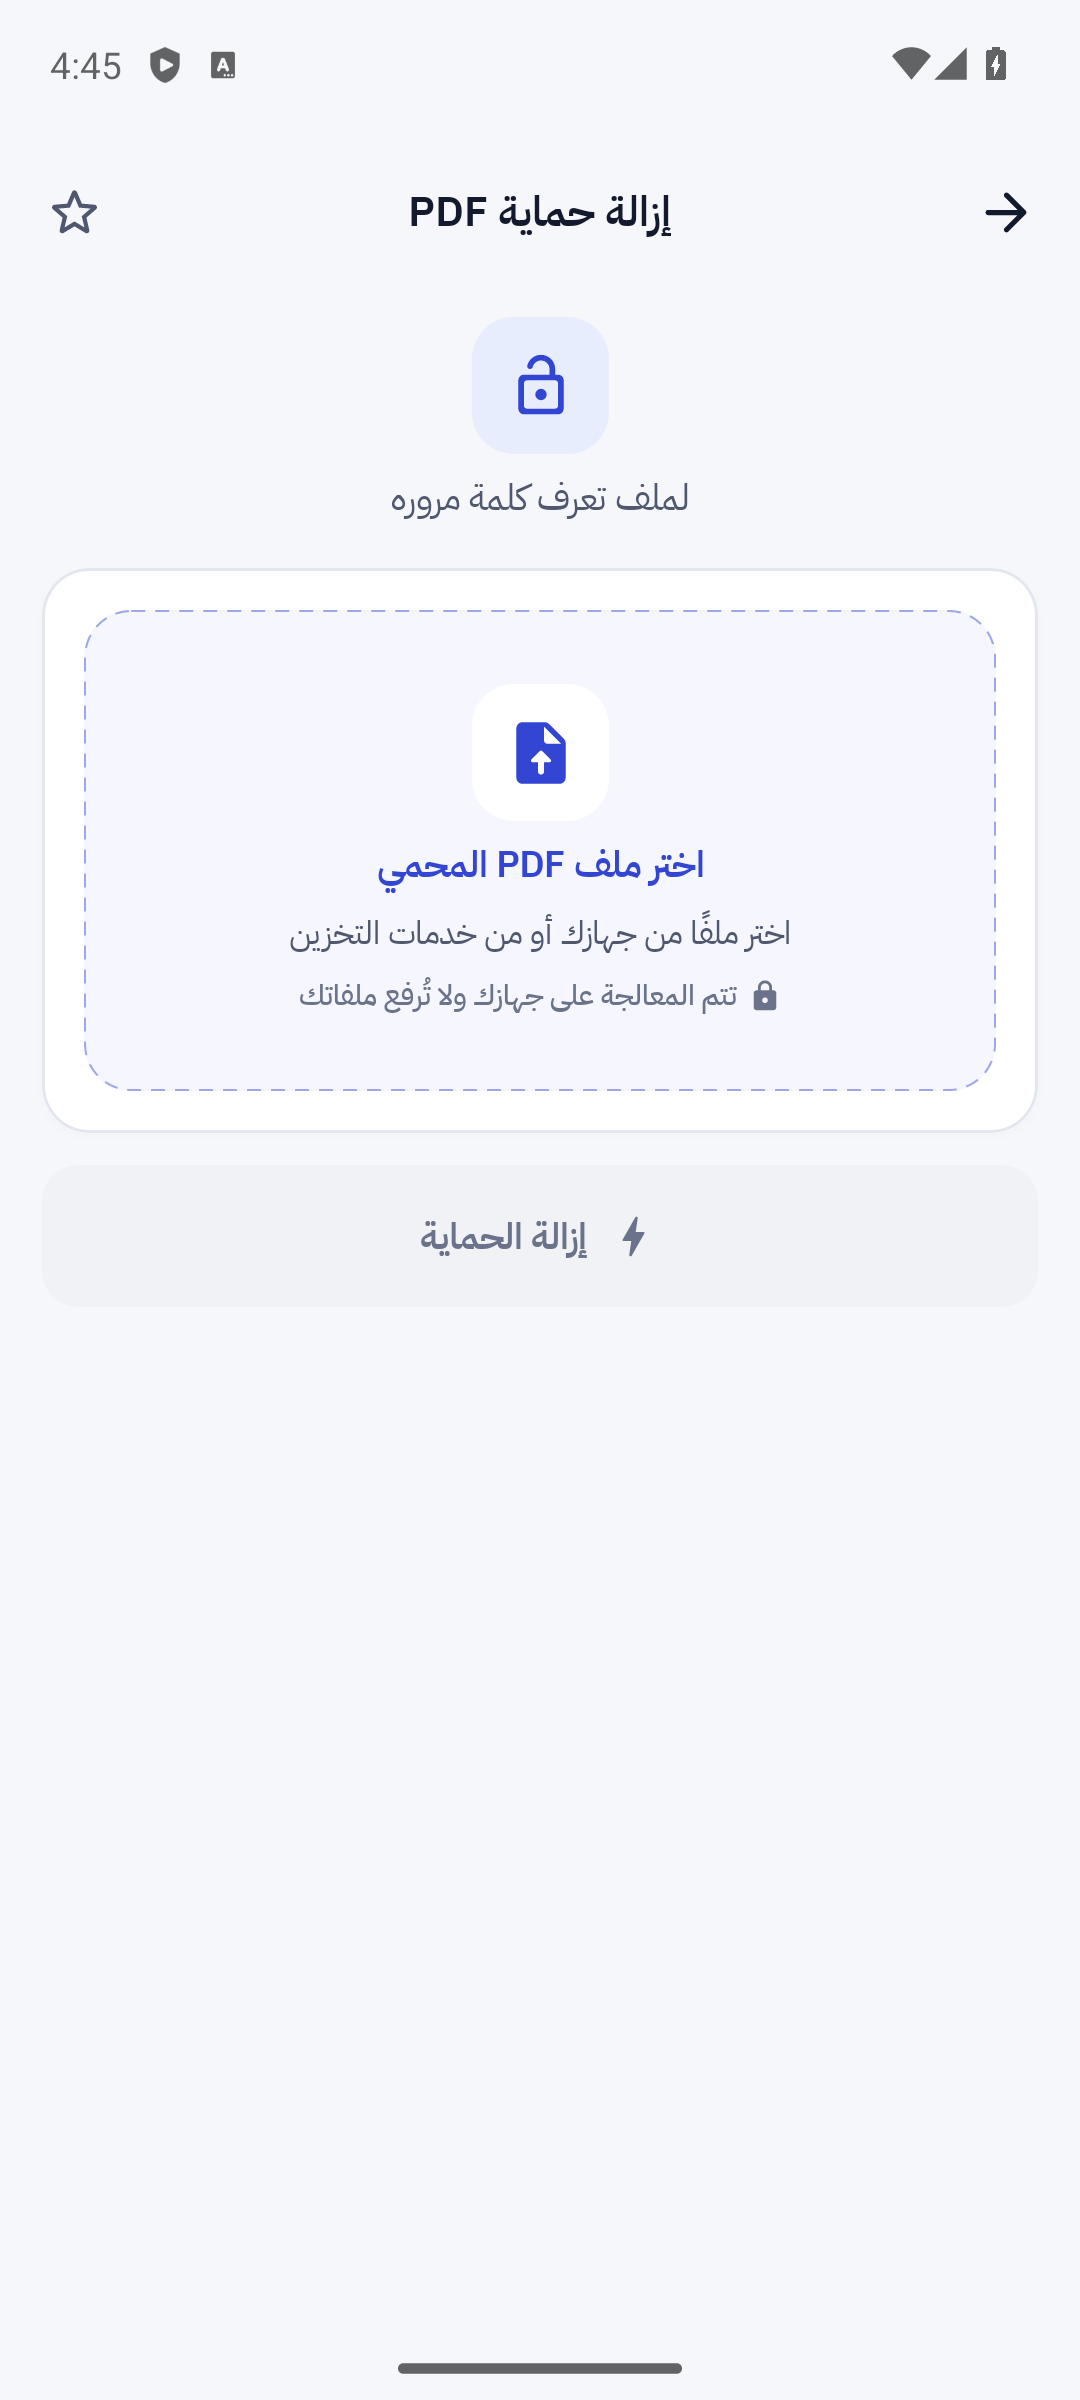 4:45
إزالة حماية PDF
لملف تعرف كلمة مروره
اختر ملف PDF المحمي
اختر ملفًا من جهازك أو من خدمات التخزين
تتم المعالجة على جهازك ولا تُرفع ملفاتك
إزالة الحماية